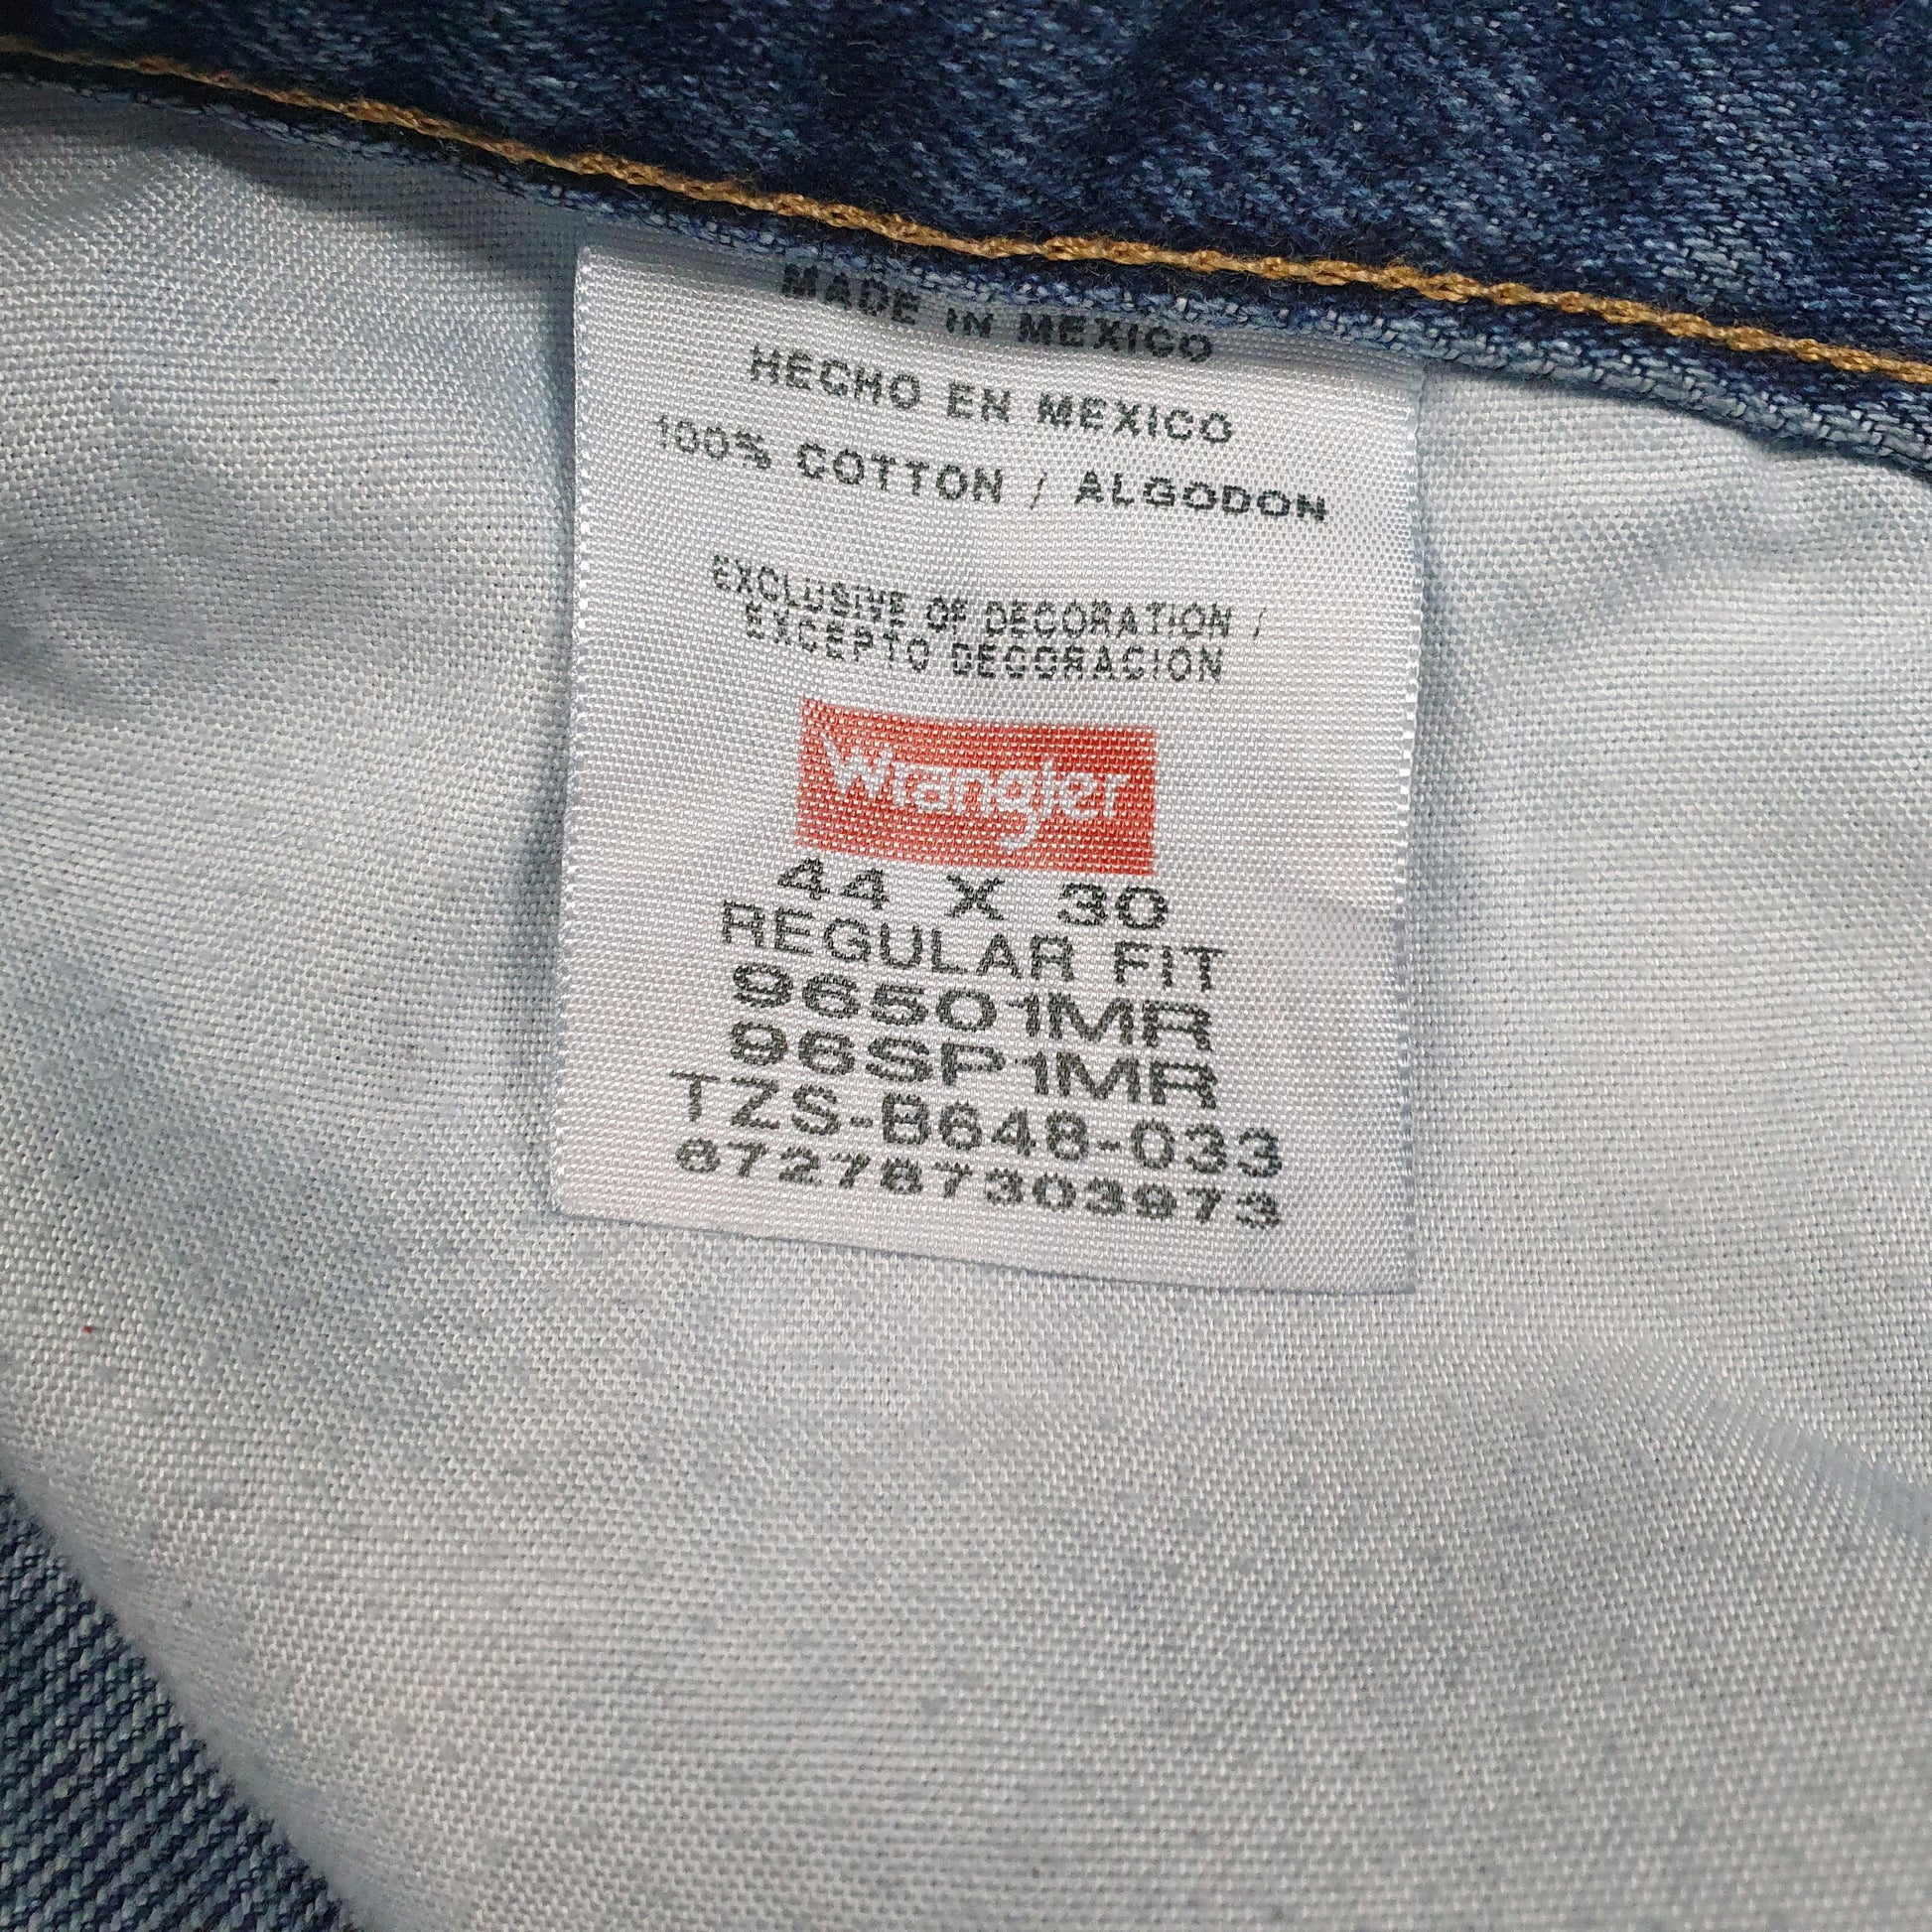 MADE IN MEXICO
HECHO EN MEXICO
100% COTTON / ALGODON
EXCLUSIVE OF DECORATION /
EXCEPTO DECORACION
Wrangler
44 X 30
REGULAR FIT
96501MR
96SP1MR
TZS-B648-033
872787303973